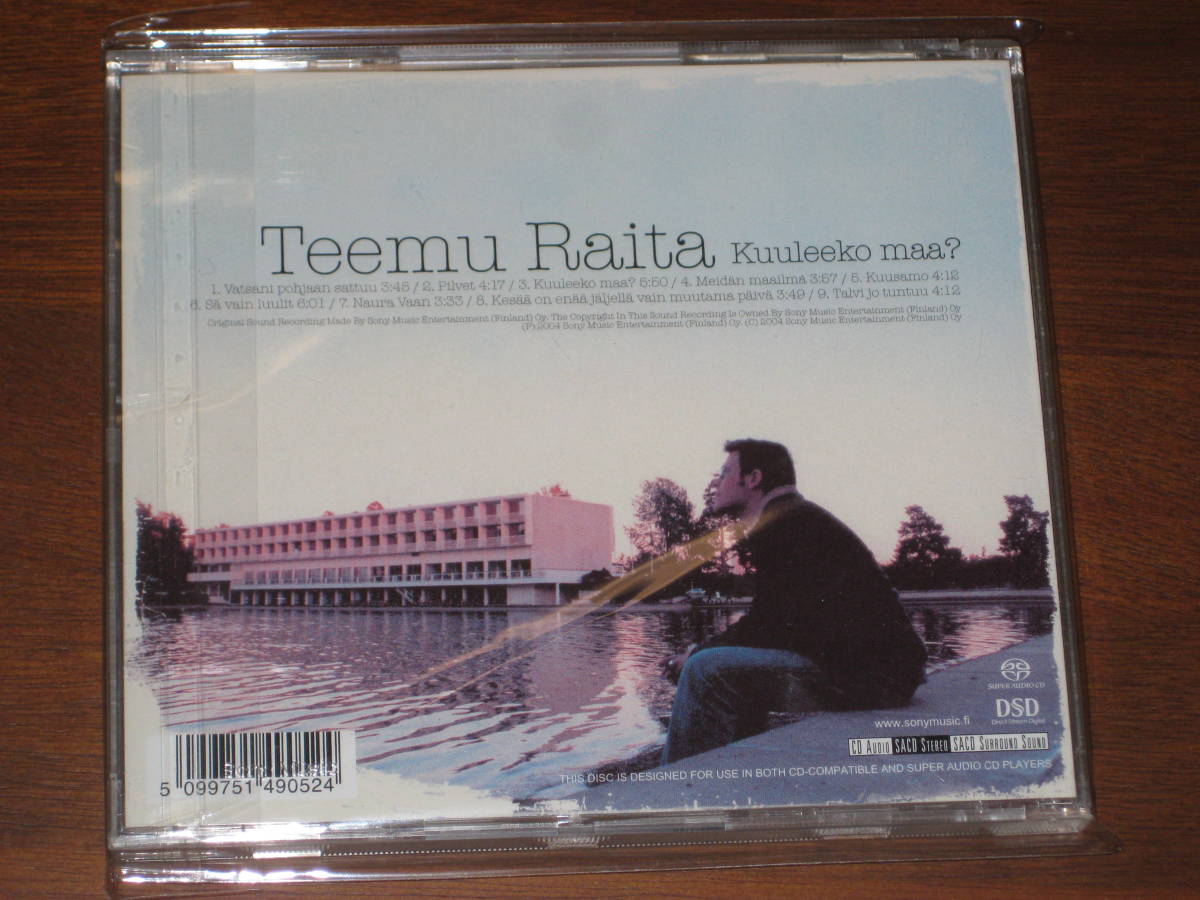 Teemu Raita Kuuleeko maa?
1. Vatsani pohjaan sattuu 3:45 / 2. Pilvet 4:17 / 3. Kuuleeko maa? 5:50 / 4. Meidän maailma 3:57 / 5. Kuusamo 4:12
6. Sä vain luulit 6:01 / 7. Naura Vaan 3:33 / 8. Kesää on enää jäljellä vain muutama päivä 3:49 / 9. Talvi jo tuntuu 4:12
Original Sound Recording Made By Sony Music Entertainment (Finland) Oy. The Copyright In This Sound Recording Is Owned By Sony Music Entertainment (Finland) Oy
(P) 2004 Sony Music Entertainment (Finland) Oy. (C) 2004 Sony Music Entertainment (Finland) Oy
SUPER AUDIO CD
DSD
Direct Stream Digital
www.sonymusic.fi
CD AUDIO SACD STEREO SACD SURROUND SOUND
THIS DISC IS DESIGNED FOR USE IN BOTH CD-COMPATIBLE AND SUPER AUDIO CD PLAYERS
Sony Music
5 099751 490524